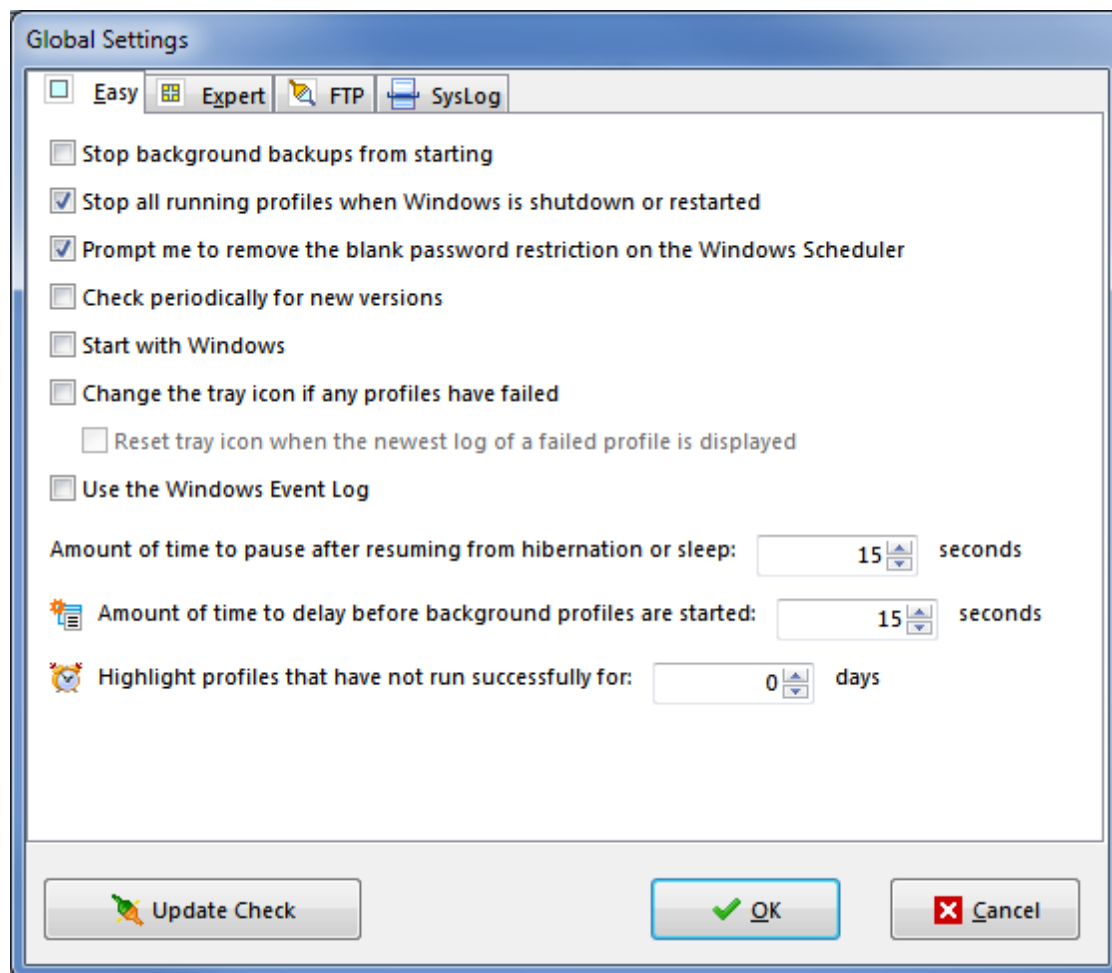 Global Settings
Easy Expert FTP SysLog
Stop background backups from starting
Stop all running profiles when Windows is shutdown or restarted
Prompt me to remove the blank password restriction on the Windows Scheduler
Check periodically for new versions
Start with Windows
Change the tray icon if any profiles have failed
Reset tray icon when the newest log of a failed profile is displayed
Use the Windows Event Log
Amount of time to pause after resuming from hibernation or sleep: 15 seconds
Amount of time to delay before background profiles are started: 15 seconds
Highlight profiles that have not run successfully for: 0 days
Update Check OK Cancel